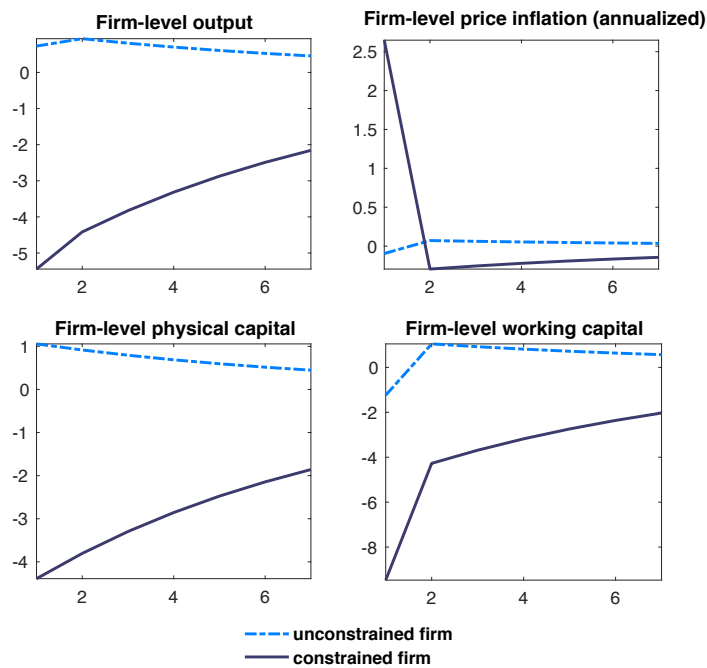 Firm-level output
0
-1
-2
-3
-4
-5
2 4 6
Firm-level price inflation (annualized)
2.5
2
1.5
1
0.5
0
2 4 6
Firm-level physical capital
1
0
-1
-2
-3
-4
2 4 6
Firm-level working capital
0
-2
-4
-6
-8
2 4 6
unconstrained firm
constrained firm